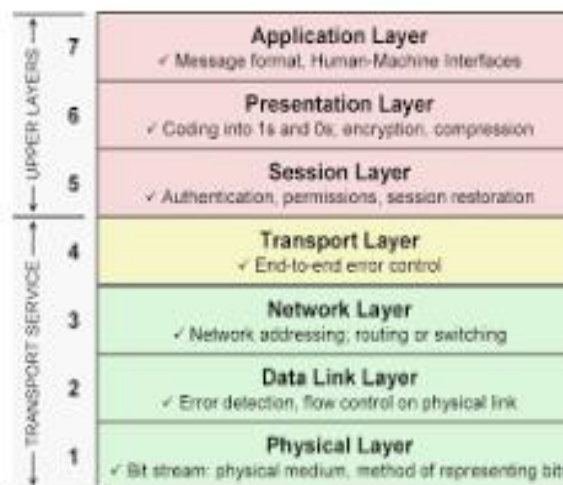 UPPER LAYERS
7
Application Layer
✓ Message format, Human-Machine Interfaces
6
Presentation Layer
✓ Coding into 1s and 0s; encryption, compression
5
Session Layer
✓ Authentication, permissions, session restoration
TRANSPORT SERVICE
4
Transport Layer
✓ End-to-end error control
3
Network Layer
✓ Network addressing; routing or switching
2
Data Link Layer
✓ Error detection, flow control on physical link
1
Physical Layer
✓ Bit stream: physical medium, method of representing bit